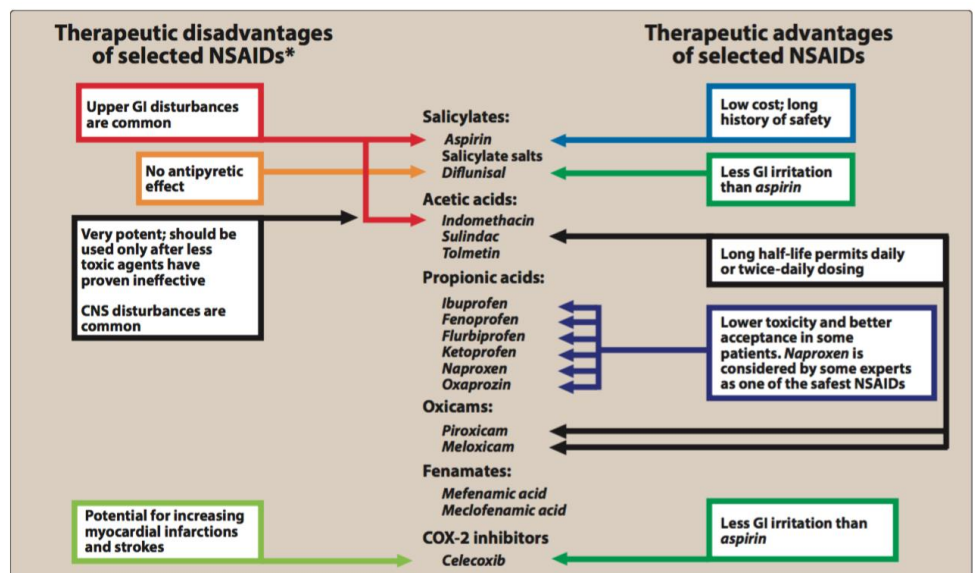 Therapeutic disadvantages
of selected NSAIDs*
Therapeutic advantages
of selected NSAIDs
Upper GI disturbances
are common
No antipyretic
effect
Very potent; should be
used only after less
toxic agents have
proven ineffective
CNS disturbances are
common
Potential for increasing
myocardial infarctions
and strokes
Salicylates:
Aspirin
Salicylate salts
Diflunisal
Acetic acids:
Indomethacin
Sulindac
Tolmetin
Propionic acids:
Ibuprofen
Fenoprofen
Flurbiprofen
Ketoprofen
Naproxen
Oxaprozin
Oxicams:
Piroxicam
Meloxicam
Fenamates:
Mefenamic acid
Meclofenamic acid
COX-2 inhibitors
Celecoxib
Low cost; long
history of safety
Less GI irritation
than aspirin
Long half-life permits daily
or twice-daily dosing
Lower toxicity and better
acceptance in some
patients. Naproxen is
considered by some experts
as one of the safest NSAIDs
Less GI irritation than
aspirin